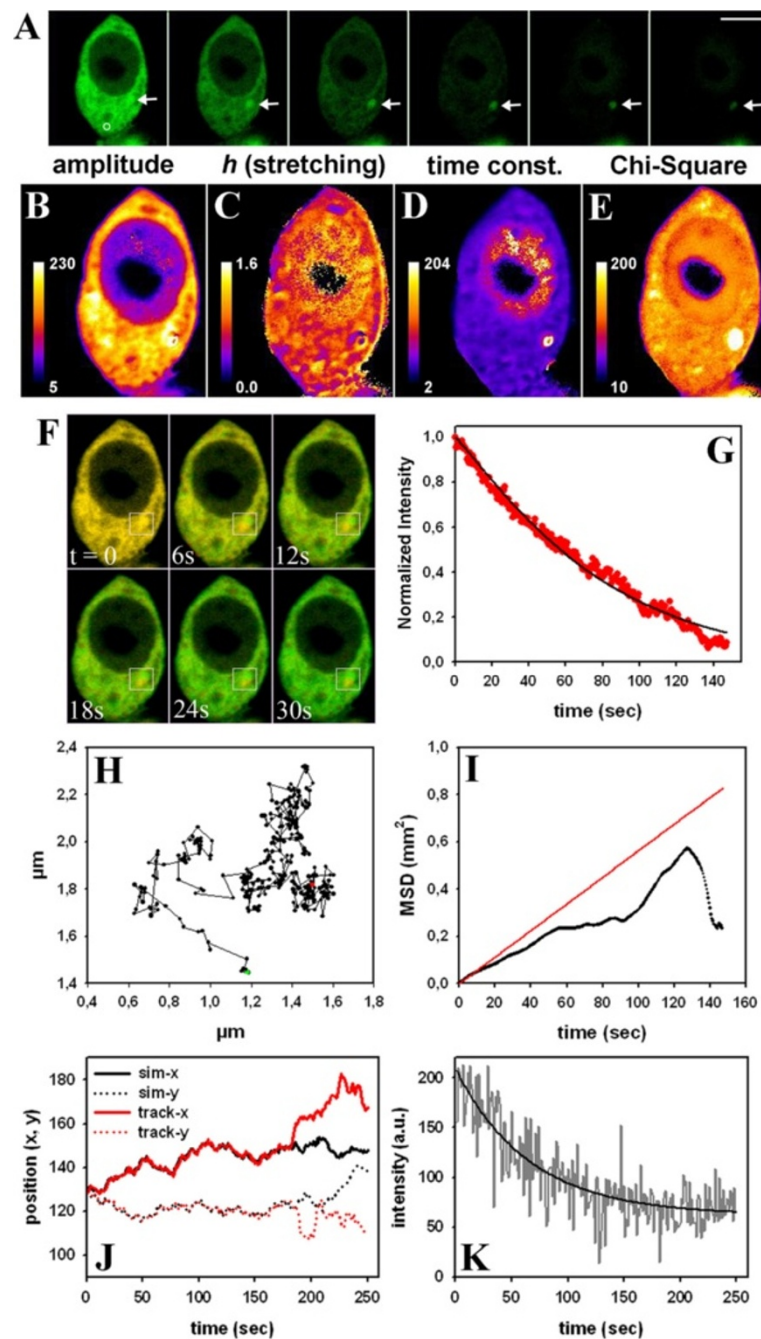 A
amplitude h (stretching) time const. Chi-Square
B C D E
230 1.6 204 200
5 0.0 2 10
F
t = 0 6s 12s
18s 24s 30s
G
1,0
0,8
0,6
0,4
0,2
0,0
Normalized Intensity
0 20 40 60 80 100 120 140
time (sec)
H
2,4
2,2
2,0
1,8
1,6
1,4
µm
0,4 0,6 0,8 1,0 1,2 1,4 1,6 1,8
µm
I
1,0
0,8
0,6
0,4
0,2
0,0
MSD (mm²)
0 20 40 60 80 100 120 140 160
time (sec)
J
180
160
140
120
100
position (x, y)
sim-x
sim-y
track-x
track-y
0 50 100 150 200 250
time (sec)
K
200
150
100
50
0
intensity (a.u.)
0 50 100 150 200 250
time (sec)